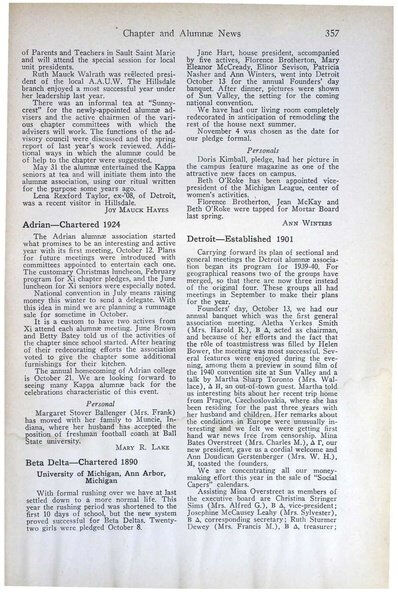 Chapter and Alumnæ News
357
of Parents and Teachers in Sault Saint Marie
and will attend the special session for local
unit presidents.
Ruth Mauck Walrath was reëlected presi-
dent of the local A.A.U.W. The Hillsdale
branch enjoyed a most successful year under
her leadership last year.
There was an informal tea at "Sunny-
crest" for the newly-appointed alumnæ ad-
visers and the active chairmen of the vari-
ous chapter committees with which the
advisers will work. The functions of the ad-
visory council were discussed and the spring
report of last year's work reviewed. Addi-
tional ways in which the alumnæ could be
of help to the chapter were suggested.
May 31 the alumnæ entertained the Kappa
seniors at tea and will initiate them into the
alumnæ association, using our ritual written
for the purpose some years ago.
Lena Rexford Taylor, ex-'08, of Detroit,
was a recent visitor in Hillsdale.
JOY MAUCK HAYES
Adrian—Chartered 1924
The Adrian alumnæ association started
what promises to be an interesting and active
year with its first meeting, October 12. Plans
for future meetings were introduced with
committees appointed to entertain each one.
The customary Christmas luncheon, February
program for Xi chapter pledges, and the June
luncheon for Xi seniors were especially noted.
National convention in July means raising
money this winter to send a delegate. With
this idea in mind we are planning a rummage
sale for sometime in October.
It is a custom to have two actives from
Xi attend each alumnæ meeting. June Brown
and Betty Batey told us of the activities of
the chapter since school started. After hearing
of their redecorating efforts the association
voted to give the chapter some additional
furnishings for their kitchen.
The annual homecoming of Adrian college
is October 21. We are looking forward to
seeing many Kappa alumnæ back for the
celebrations characteristic of this event.
Personal
Margaret Stover Ballenger (Mrs. Frank)
has moved with her family to Muncie, In-
diana, where her husband has accepted the
position of freshman football coach at Ball
State university.
MARY R. LAKE
Beta Delta—Chartered 1890
University of Michigan, Ann Arbor,
Michigan
With formal rushing over we have at last
settled down to a more normal life. This
year the rushing period was shortened to the
first 10 days of school, but the new system
proved successful for Beta Deltas. Twenty-
two girls were pledged October 8.
Jane Hart, house president, accompanied
by five actives, Florence Brotherton, Mary
Eleanor McCready, Elinor Sevison, Patricia
Nasher and Ann Winters, went into Detroit
October 13 for the annual Founders' day
banquet. After dinner, pictures were shown
of Sun Valley, the setting for the coming
national convention.
We have had our living room completely
redecorated in anticipation of remodeling the
rest of the house next summer.
November 4 was chosen as the date for
our pledge formal.
Personals
Doris Kimball, pledge, had her picture in
the campus feature magazine as one of the
attractive new faces on campus.
Beth O'Roke has been appointed vice-
president of the Michigan League, center of
women's activities.
Florence Brotherton, Jean McKay and
Beth O'Roke were tapped for Mortar Board
last spring.
ANN WINTERS
Detroit—Established 1901
Carrying forward its plan of sectional and
general meetings the Detroit alumnæ associa-
tion began its program for 1939-40. For
geographical reasons two of the groups have
merged, so that there are now three instead
of the original four. These groups all had
meetings in September to make their plans
for the year.
Founders' day, October 13, we had our
annual banquet which was the first general
association meeting. Aletha Yerkes Smith
(Mrs. Harold R.), B Δ, acted as chairman,
and because of her efforts and the fact that
the rôle of toastmistress was filled by Helen
Bower, the meeting was most successful. Sev-
eral features were enjoyed during the eve-
ning, among them a preview in sound film of
the 1940 convention site at Sun Valley and a
talk by Martha Sharp Toronto (Mrs. Wal-
lace), Δ H, an out-of-town guest. Martha told
us interesting bits about her recent trip home
from Prague, Czechoslovakia, where she has
been residing for the past three years with
her husband and children. Her remarks about
the conditions in Europe were unusually in-
teresting and we felt we were getting first
hand war news free from censorship. Mina
Bates Overstreet (Mrs. Charles M.), Δ Γ, our
new president, gave us a cordial welcome and
Ann Doudican Gerstenberger (Mrs. W. H.),
M, toasted the founders.
We are concentrating all our money-
making effort this year in the sale of "Social
Capers" calendars.
Assisting Mina Overstreet as members of
the executive board are Christina Stringer
Sims (Mrs. Alfred G.), B Δ, vice-president;
Josephine McCausey Leahy (Mrs. Sylvester),
B Δ, corresponding secretary; Ruth Sturmer
Dewey (Mrs. Francis M.), B Δ, treasurer;